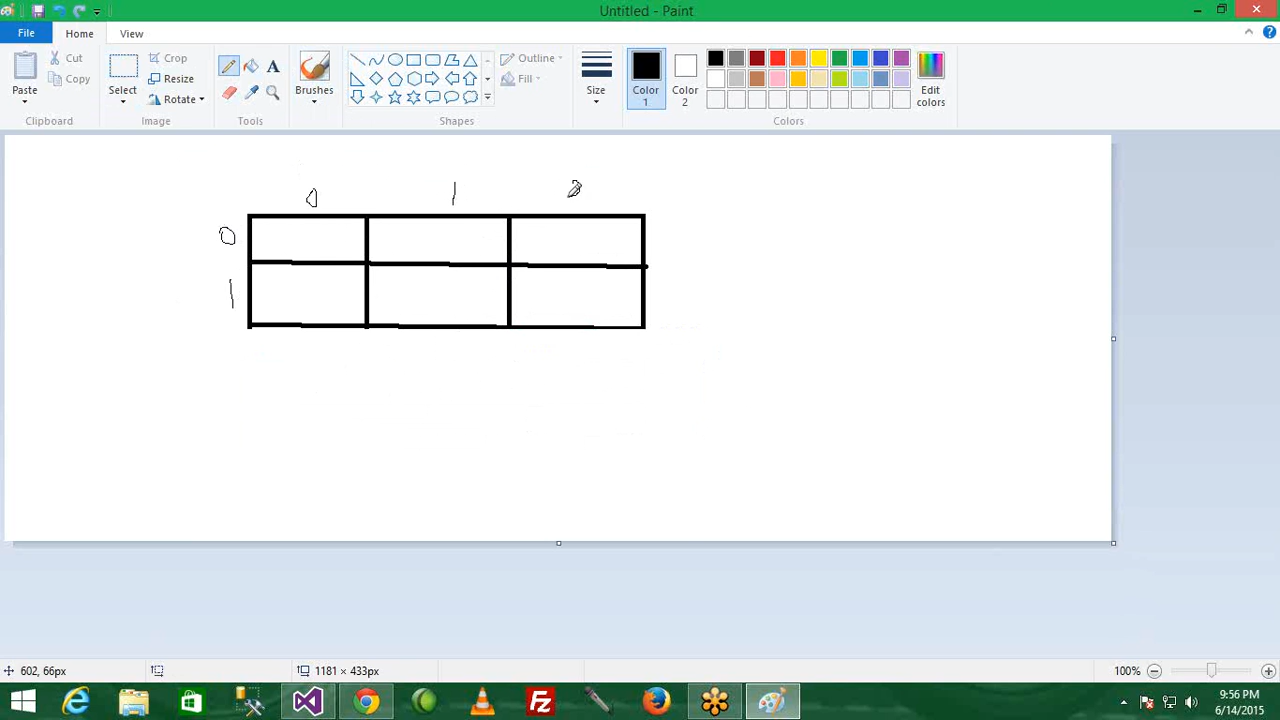 Untitled - Paint
File Home View
Cut
Copy
Paste
Clipboard
Crop
Resize
Rotate
Select
Image
A
Tools
Brushes
Outline
Fill
Shapes
Size
Color 1
Color 2
Edit colors
Colors
0 1
0
1
602, 66px
1181 × 433px
100%
9:56 PM
6/14/2015